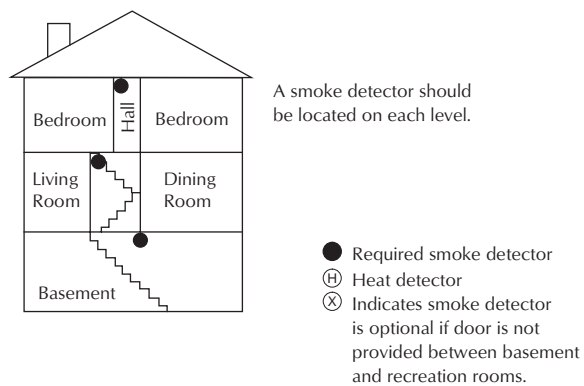 A smoke detector should
be located on each level.
Bedroom
Hall
Bedroom
Living
Room
Dining
Room
Basement
Required smoke detector
H Heat detector
X Indicates smoke detector
is optional if door is not
provided between basement
and recreation rooms.